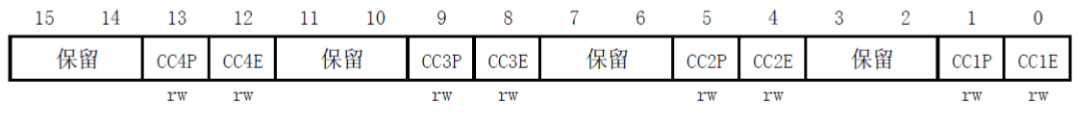 15 14 13 12 11 10 9 8 7 6 5 4 3 2 1 0
保留 CC4P CC4E 保留 CC3P CC3E 保留 CC2P CC2E 保留 CC1P CC1E
rw rw rw rw rw rw rw rw